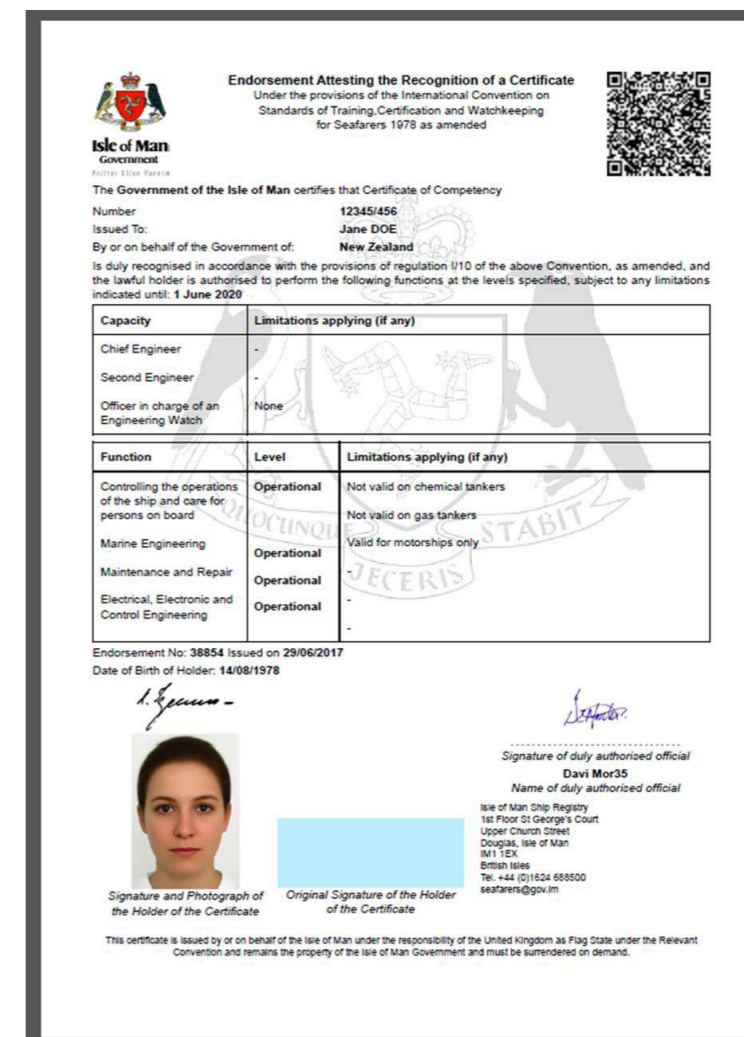 Endorsement Attesting the Recognition of a Certificate
Under the provisions of the International Convention on
Standards of Training,Certification and Watchkeeping
for Seafarers 1978 as amended
Isle of Man
Government
Reiltys Ellan Vannin
The Government of the Isle of Man certifies that Certificate of Competency
Number 12345/456
Issued To: Jane DOE
By or on behalf of the Government of: New Zealand
Is duly recognised in accordance with the provisions of regulation I/10 of the above Convention, as amended, and
the lawful holder is authorised to perform the following functions at the levels specified, subject to any limitations
indicated until: 1 June 2020
Capacity Limitations applying (if any)
Chief Engineer -
Second Engineer -
Officer in charge of an None
Engineering Watch
Function Level Limitations applying (if any)
Controlling the operations Operational Not valid on chemical tankers
of the ship and care for
persons on board Not valid on gas tankers
Marine Engineering Operational Valid for motorships only
Maintenance and Repair Operational -
Electrical, Electronic and Operational -
Control Engineering -
QUOCUNQUE JECERIS STABIT
Endorsement No: 38854 Issued on 29/06/2017
Date of Birth of Holder: 14/08/1978
Signature of duly authorised official
Davi Mor35
Name of duly authorised official
Isle of Man Ship Registry
1st Floor St George's Court
Upper Church Street
Douglas, Isle of Man
IM1 1EX
British Isles
Tel. +44 (0)1624 688500
seafarers@gov.im
Signature and Photograph of
the Holder of the Certificate
Original Signature of the Holder
of the Certificate
This certificate is issued by or on behalf of the Isle of Man under the responsibility of the United Kingdom as Flag State under the Relevant
Convention and remains the property of the Isle of Man Government and must be surrendered on demand.